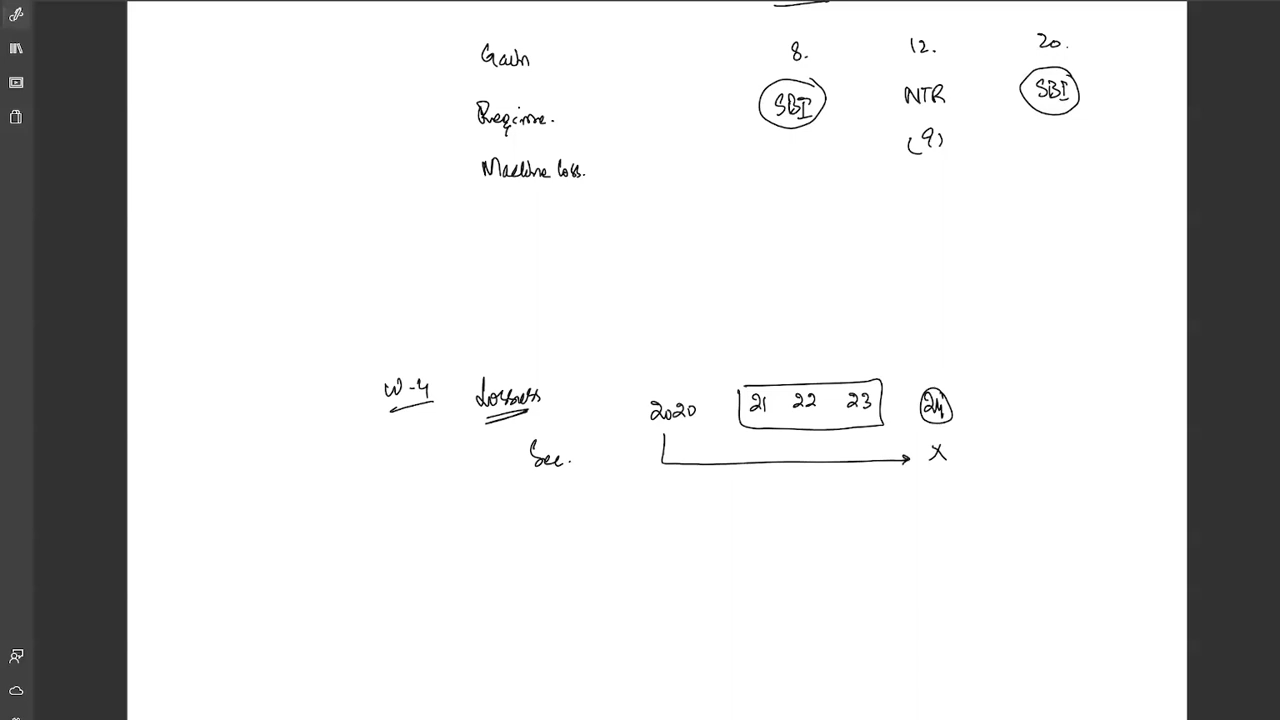 Gain 8. 12. 20.
Regime. SBI NTR SBI
(9)
Machine loss.
W-4 Losses 2020 21 22 23 24
Sec. X